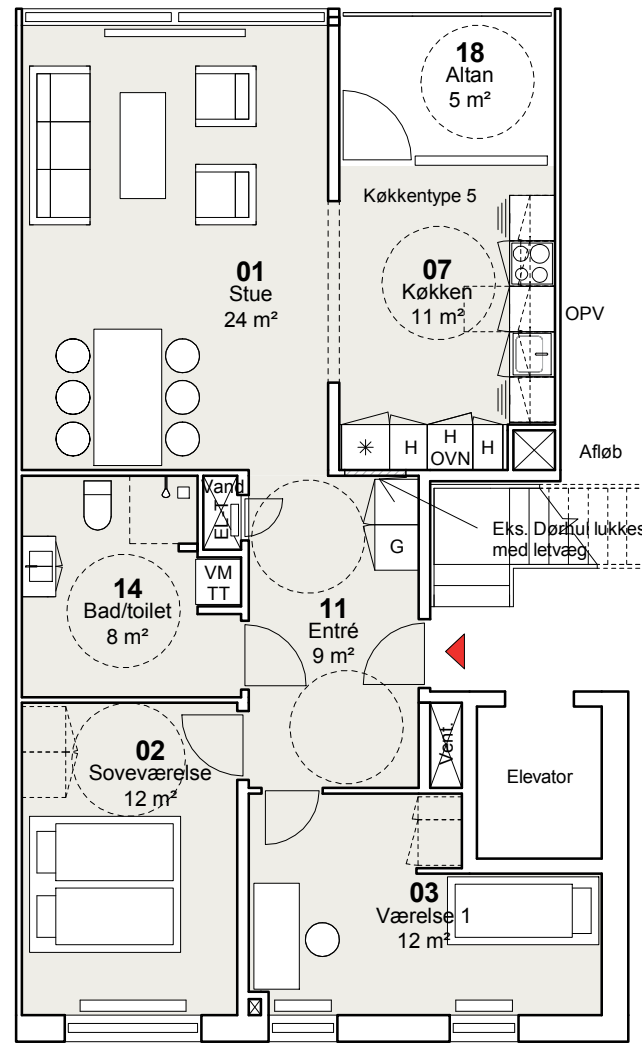 18
Altan
5 m²
Køkkentype 5
01
Stue
24 m²
07
Køkken
11 m²
OPV
H
H
OVN
H
Afløb
Vand
EL T
Eks. Dørhul lukkes
med letvæg
G
VM
TT
14
Bad/toilet
8 m²
11
Entré
9 m²
02
Soveværelse
12 m²
Vent.
Elevator
03
Værelse 1
12 m²